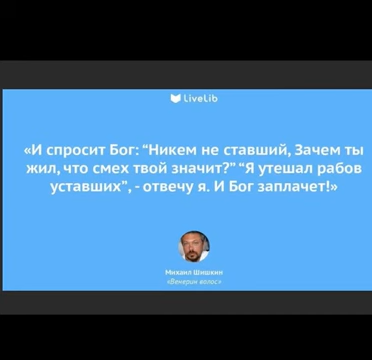 LiveLib
«И спросит Бог: “Никем не ставший, Зачем ты
жил, что смех твой значит?” “Я утешал рабов
уставших”, - отвечу я. И Бог заплачет!»
Михаил Шишкин
«Венерин волос»